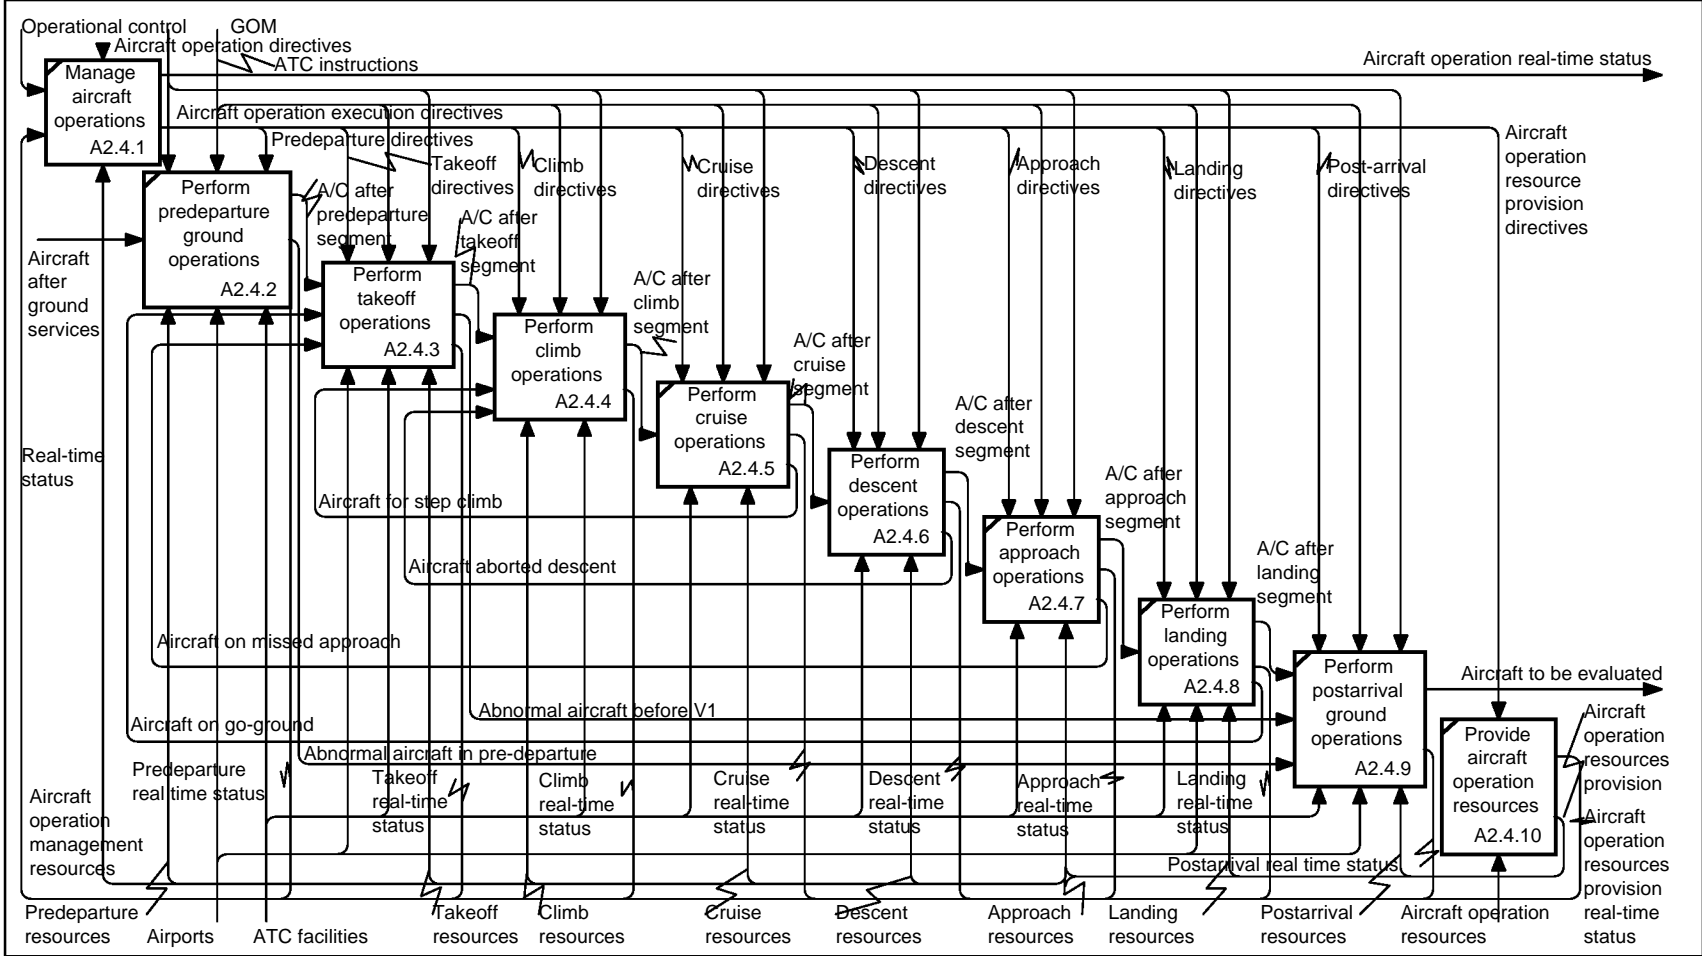 Operational control
GOM
Aircraft operation directives
ATC instructions
Aircraft operation real-time status
Manage
aircraft
operations
A2.4.1
Aircraft operation execution directives
Predeparture directives
Takeoff
directives
Climb
directives
Cruise
directives
Descent
directives
Approach
directives
Landing
directives
Post-arrival
directives
Aircraft
operation
resource
provision
directives
Perform
predeparture
ground
operations
A2.4.2
A/C after
predeparture
segment
A/C after
takeoff
segment
Aircraft
after
ground
services
Perform
takeoff
operations
A2.4.3
A/C after
climb
segment
Perform
climb
operations
A2.4.4
A/C after
cruise
segment
Perform
cruise
operations
A2.4.5
A/C after
descent
segment
Perform
descent
operations
A2.4.6
A/C after
approach
segment
Real-time
status
Aircraft for step climb
Perform
approach
operations
A2.4.7
A/C after
landing
segment
Aircraft aborted descent
Perform
landing
operations
A2.4.8
Aircraft on missed approach
Perform
postarrival
ground
operations
A2.4.9
Aircraft to be evaluated
Abnormal aircraft before V1
Aircraft on go-ground
Abnormal aircraft in pre-departure
Provide
aircraft
operation
resources
A2.4.10
Aircraft
operation
resources
provision
Predeparture
real time status
Takeoff
real-time
status
Climb
real-time
status
Cruise
real-time
status
Descent
real-time
status
Approach
real-time
status
Landing
real-time
status
Aircraft
operation
management
resources
Postarrival real time status
Aircraft
operation
resources
provision
real-time
status
Predeparture
resources
Airports
ATC facilities
Takeoff
resources
Climb
resources
Cruise
resources
Descent
resources
Approach
resources
Landing
resources
Postarrival
resources
Aircraft operation
resources